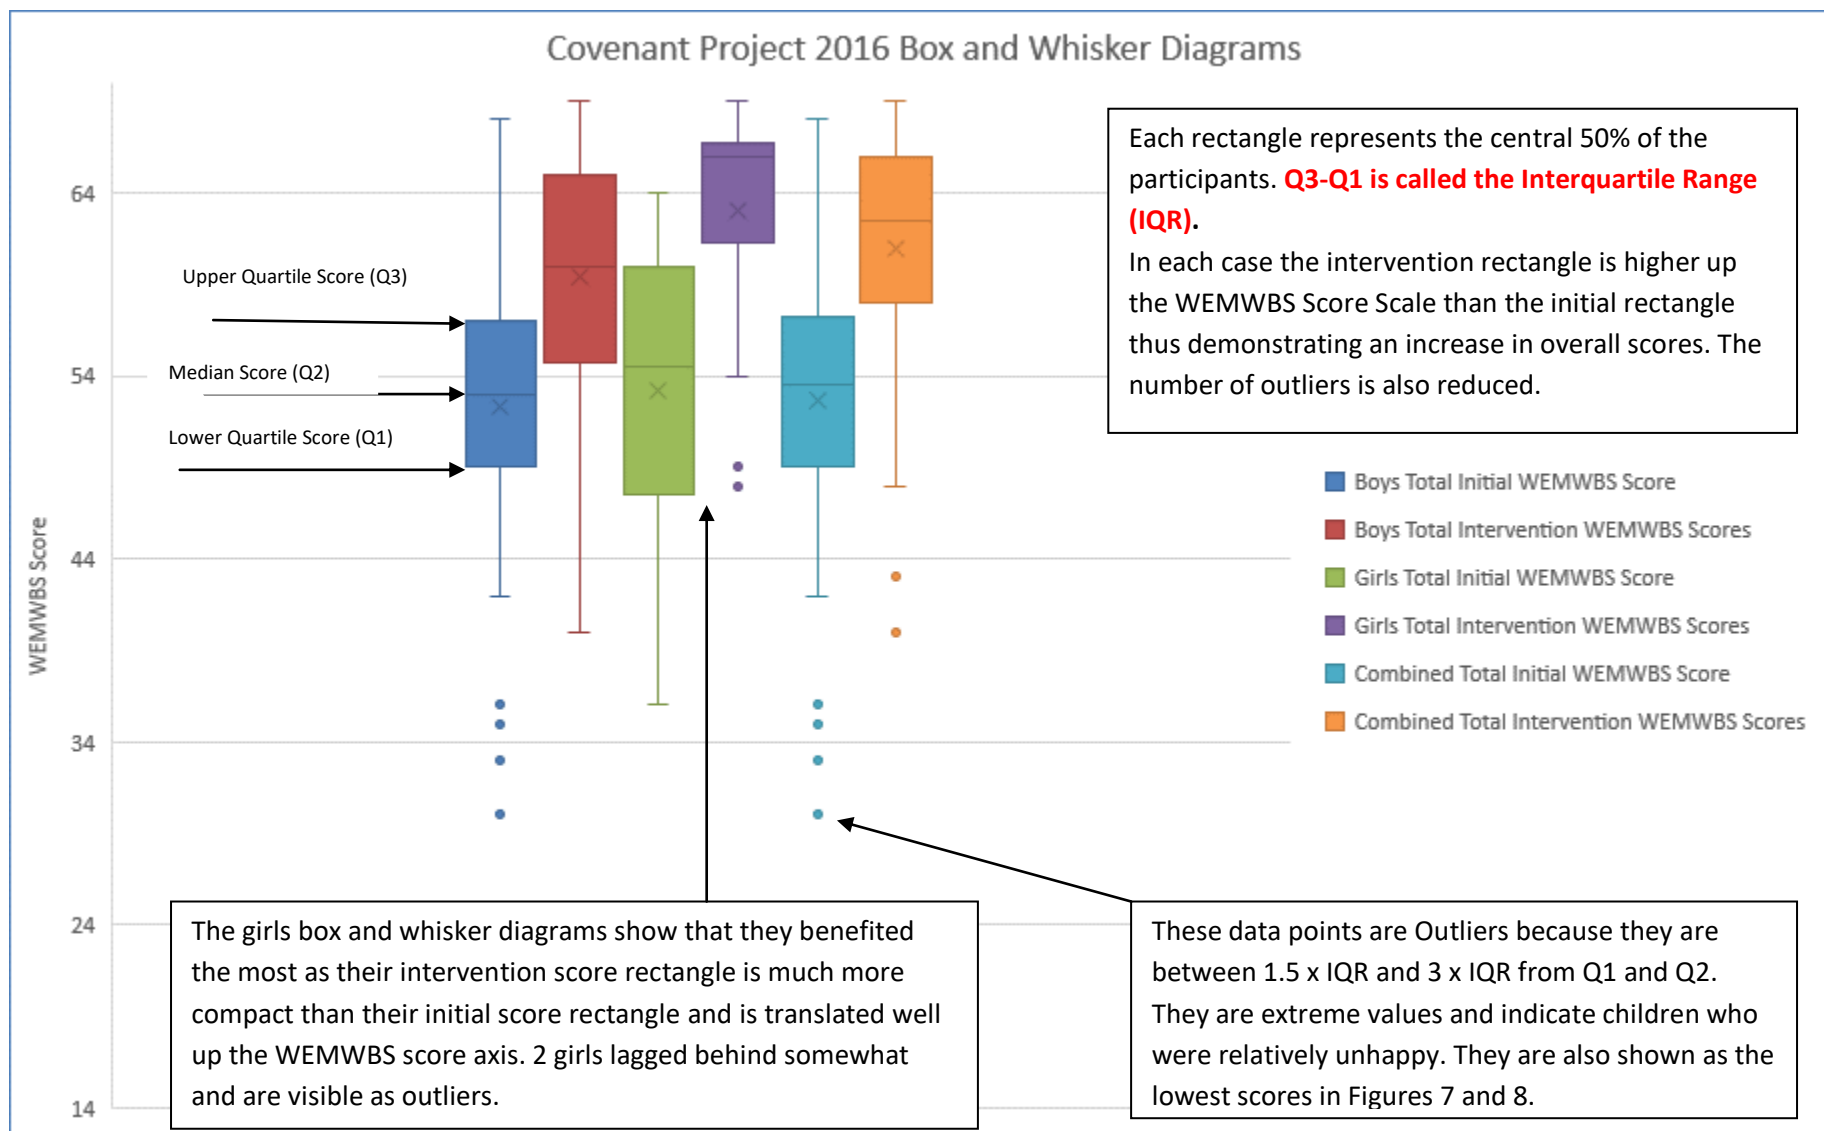 Covenant Project 2016 Box and Whisker Diagrams
Each rectangle represents the central 50% of the
participants. Q3-Q1 is called the Interquartile Range
(IQR).
In each case the intervention rectangle is higher up
the WEMWBS Score Scale than the initial rectangle
thus demonstrating an increase in overall scores. The
number of outliers is also reduced.
64
54
44
34
24
14
WEMWBS Score
Upper Quartile Score (Q3)
Median Score (Q2)
Lower Quartile Score (Q1)
Boys Total Initial WEMWBS Score
Boys Total Intervention WEMWBS Scores
Girls Total Initial WEMWBS Score
Girls Total Intervention WEMWBS Scores
Combined Total Initial WEMWBS Score
Combined Total Intervention WEMWBS Scores
The girls box and whisker diagrams show that they benefited
the most as their intervention score rectangle is much more
compact than their initial score rectangle and is translated well
up the WEMWBS score axis. 2 girls lagged behind somewhat
and are visible as outliers.
These data points are Outliers because they are
between 1.5 x IQR and 3 x IQR from Q1 and Q2.
They are extreme values and indicate children who
were relatively unhappy. They are also shown as the
lowest scores in Figures 7 and 8.